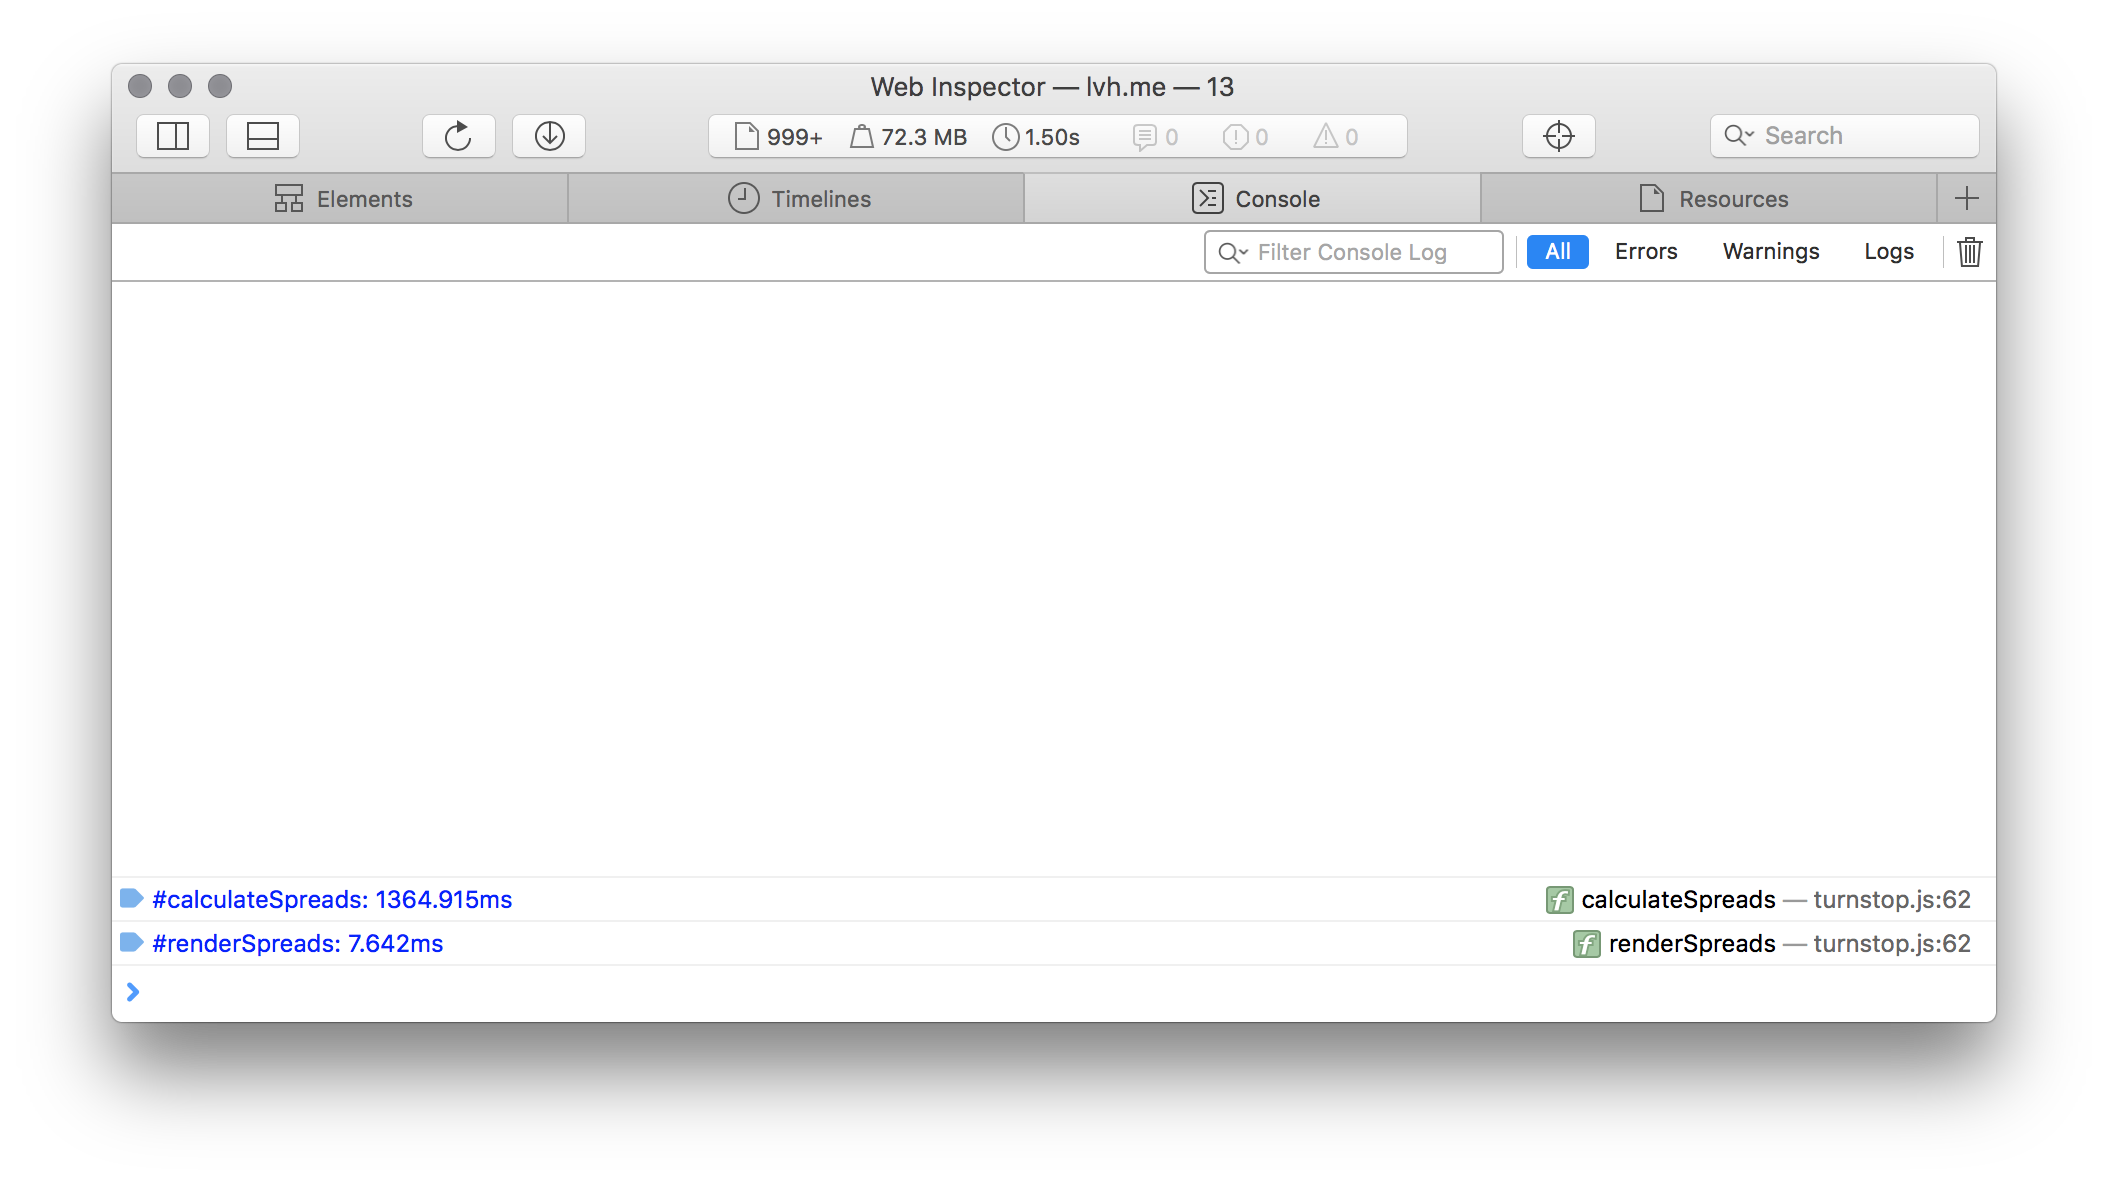 Web Inspector — lvh.me — 13
999+ 72.3 MB 1.50s 0 0 0 Search
Elements Timelines Console Resources
Filter Console Log All Errors Warnings Logs
#calculateSpreads: 1364.915ms f calculateSpreads — turnstop.js:62
#renderSpreads: 7.642ms f renderSpreads — turnstop.js:62